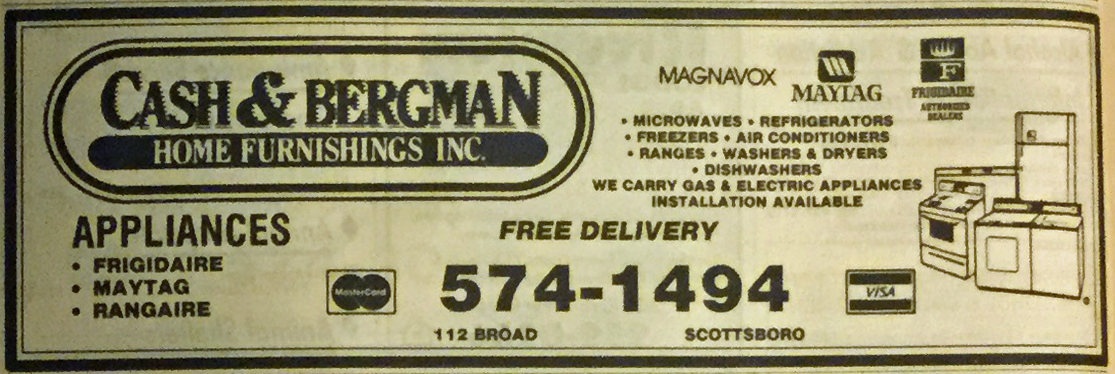 CASH & BERGMAN
HOME FURNISHINGS INC.
MAGNAVOX
MAYTAG
F
FRIGIDAIRE
AUTHORIZED
DEALERS
• MICROWAVES • REFRIGERATORS
• FREEZERS • AIR CONDITIONERS
• RANGES • WASHERS & DRYERS
• DISHWASHERS
WE CARRY GAS & ELECTRIC APPLIANCES
INSTALLATION AVAILABLE
APPLIANCES
• FRIGIDAIRE
• MAYTAG
• RANGAIRE
FREE DELIVERY
MasterCard
574-1494
VISA
112 BROAD
SCOTTSBORO